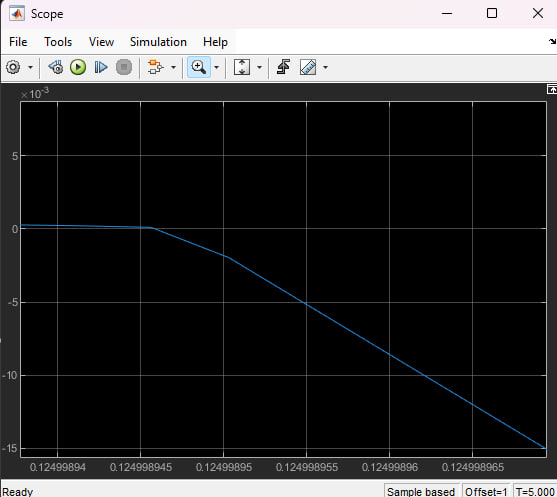 Scope
File Tools View Simulation Help
×10-3
5
0
-5
-10
-15
0.12499894 0.124998945 0.12499895 0.124998955 0.12499896 0.124998965
Ready Sample based Offset=1 T=5.000